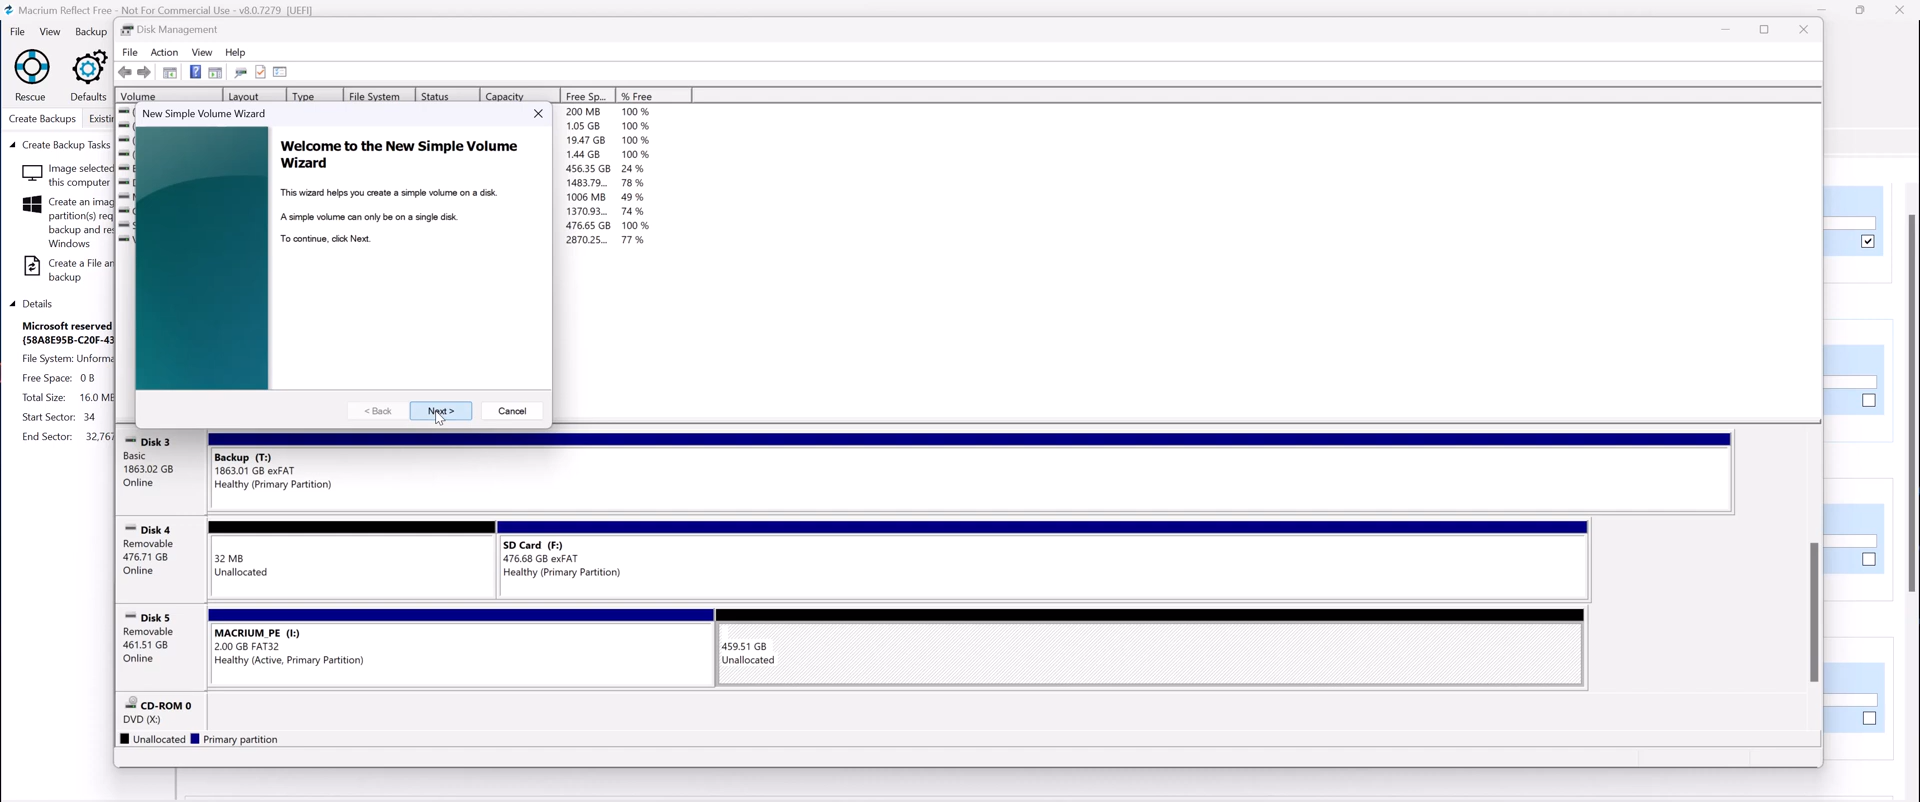 Macrium Reflect Free - Not For Commercial Use - v8.0.7279 [UEFI]
File View Backup
Rescue Defaults
Create Backups Existin
Create Backup Tasks
Image selected
this computer
Create an imag
partition(s) req
backup and res
Windows
Create a File an
backup
Details
Microsoft reserved
(58A8E95B-C20F-43
File System: Unforma
Free Space: 0 B
Total Size: 16.0 MB
Start Sector: 34
End Sector: 32,767
Disk Management
File Action View Help
Volume Layout Type File System Status Capacity Free Sp... % Free
200 MB 100 %
1.05 GB 100 %
19.47 GB 100 %
1.44 GB 100 %
456.35 GB 24 %
1483.79... 78 %
1006 MB 49 %
1370.93... 74 %
476.65 GB 100 %
2870.25... 77 %
New Simple Volume Wizard
Welcome to the New Simple Volume
Wizard
This wizard helps you create a simple volume on a disk.
A simple volume can only be on a single disk.
To continue, click Next.
< Back Next > Cancel
Disk 3
Basic
1863.02 GB
Online
Backup (T:)
1863.01 GB exFAT
Healthy (Primary Partition)
Disk 4
Removable
476.71 GB
Online
32 MB
Unallocated
SD Card (F:)
476.68 GB exFAT
Healthy (Primary Partition)
Disk 5
Removable
461.51 GB
Online
MACRIUM_PE (I:)
2.00 GB FAT32
Healthy (Active, Primary Partition)
459.51 GB
Unallocated
CD-ROM 0
DVD (X:)
Unallocated Primary partition